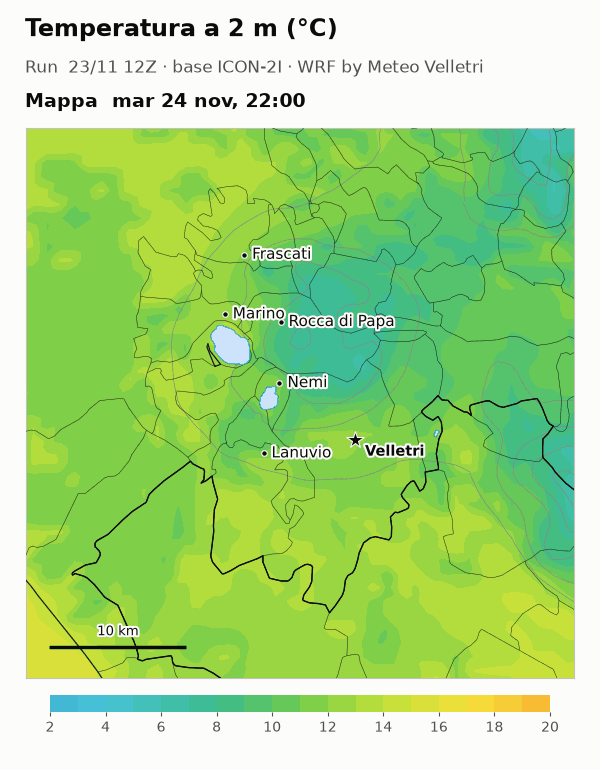 Temperatura a 2 m (°C)
Run  23/11 12Z · base ICON-2I · WRF by Meteo Velletri
Mappa  mar 24 nov, 22:00
Frascati
Marino
Rocca di Papa
Nemi
Velletri
Lanuvio
10 km
2 4 6 8 10 12 14 16 18 20